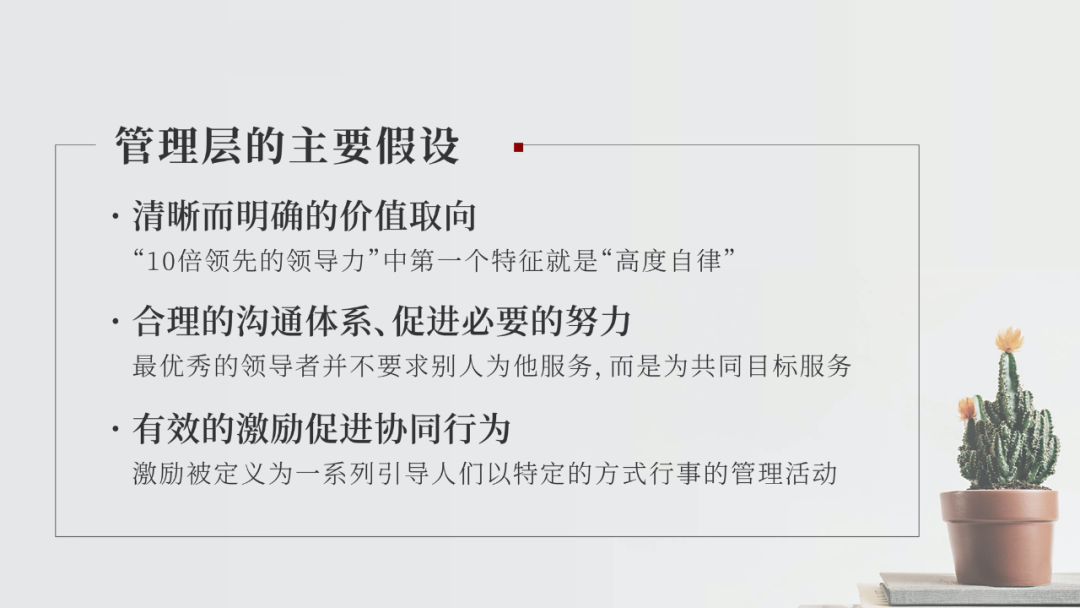 管理层的主要假设
· 清晰而明确的价值取向
“10倍领先的领导力”中第一个特征就是“高度自律”
· 合理的沟通体系、促进必要的努力
最优秀的领导者并不要求别人为他服务, 而是为共同目标服务
· 有效的激励促进协同行为
激励被定义为一系列引导人们以特定的方式行事的管理活动